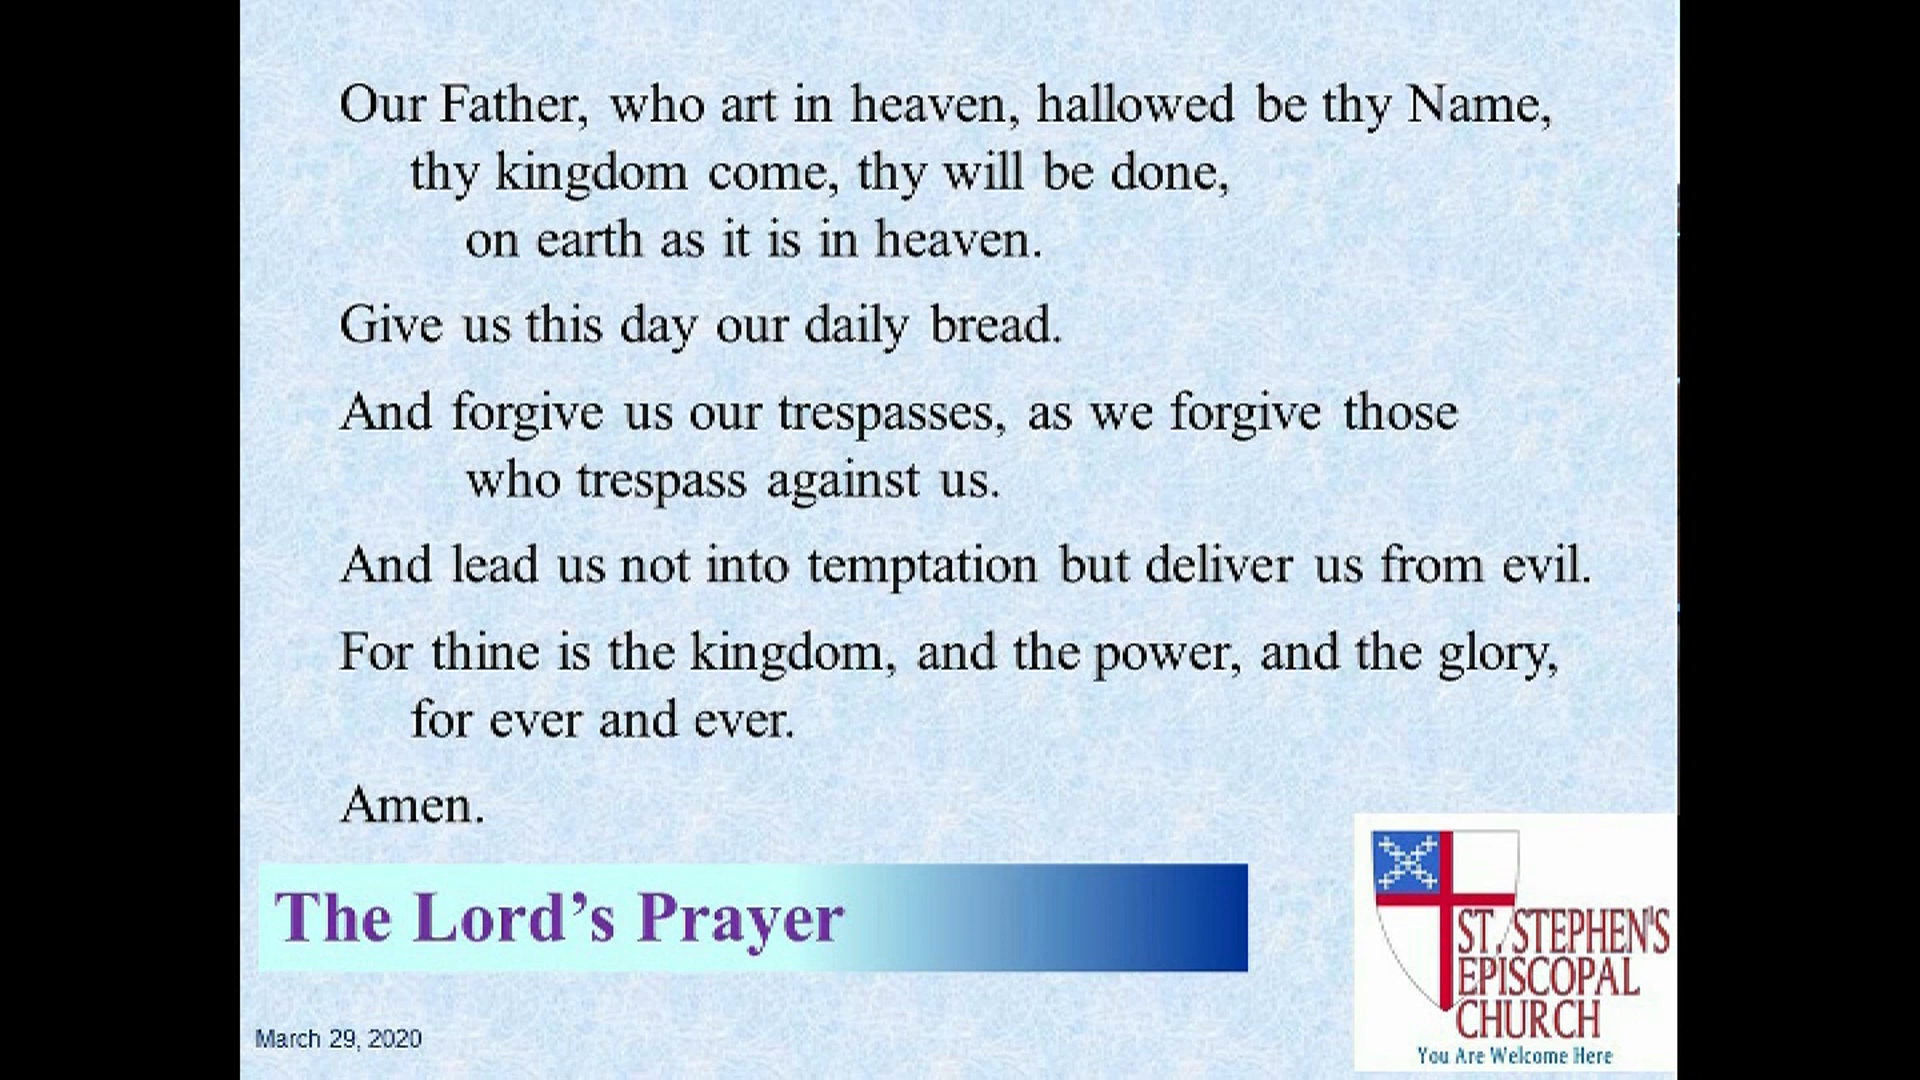 Our Father, who art in heaven, hallowed be thy Name,
thy kingdom come, thy will be done,
on earth as it is in heaven.
Give us this day our daily bread.
And forgive us our trespasses, as we forgive those
who trespass against us.
And lead us not into temptation but deliver us from evil.
For thine is the kingdom, and the power, and the glory,
for ever and ever.
Amen.
The Lord’s Prayer
ST. STEPHEN'S
EPISCOPAL
CHURCH
You Are Welcome Here
March 29, 2020